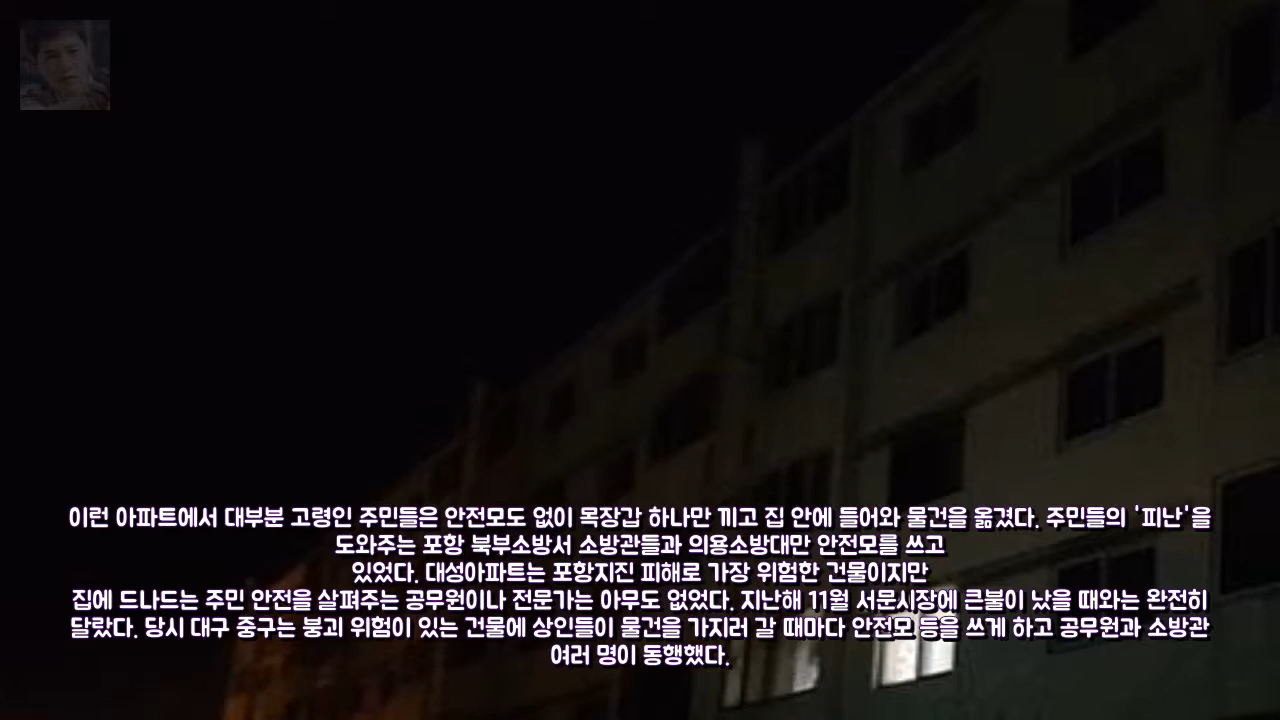 이런 아파트에서 대부분 고령인 주민들은 안전모도 없이 목장갑 하나만 끼고 집 안에 들어와 물건을 옮겼다. 주민들의 '피난'을
도와주는 포항 북부소방서 소방관들과 의용소방대만 안전모를 쓰고
있었다. 대성아파트는 포항지진 피해로 가장 위험한 건물이지만
집에 드나드는 주민 안전을 살펴주는 공무원이나 전문가는 아무도 없었다. 지난해 11월 서문시장에 큰불이 났을 때와는 완전히
달랐다. 당시 대구 중구는 붕괴 위험이 있는 건물에 상인들이 물건을 가지러 갈 때마다 안전모 등을 쓰게 하고 공무원과 소방관
여러 명이 동행했다.